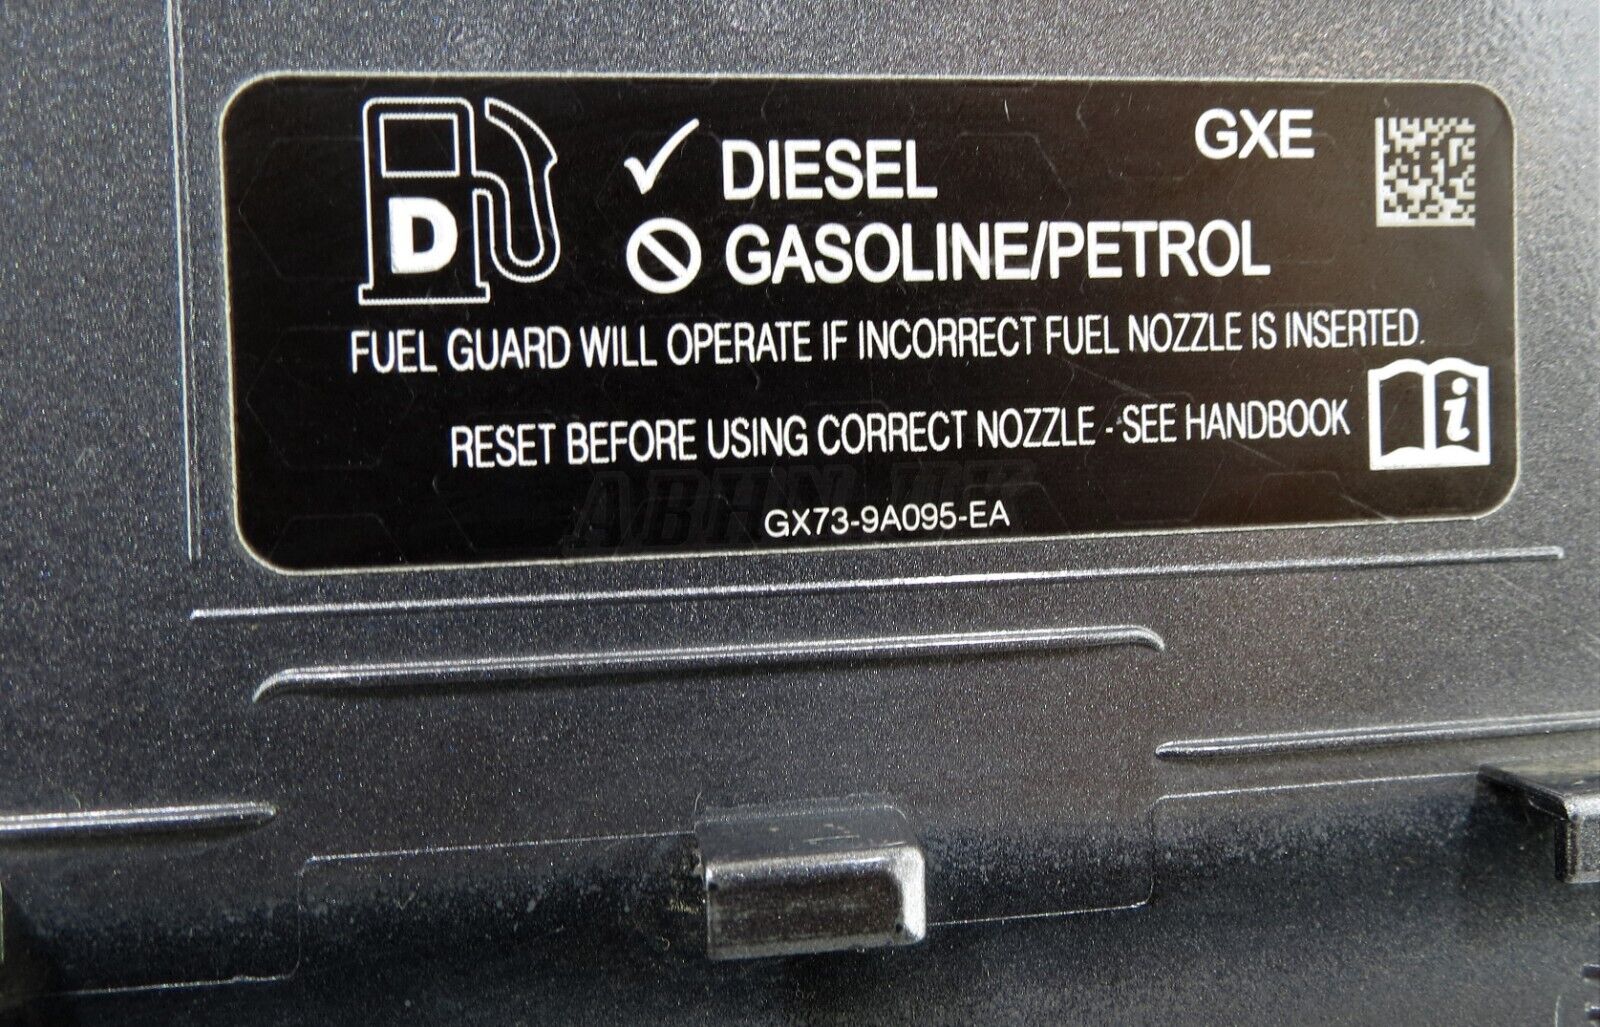 GXE
D
DIESEL
GASOLINE/PETROL
FUEL GUARD WILL OPERATE IF INCORRECT FUEL NOZZLE IS INSERTED.
RESET BEFORE USING CORRECT NOZZLE - SEE HANDBOOK
i
GX73-9A095-EA